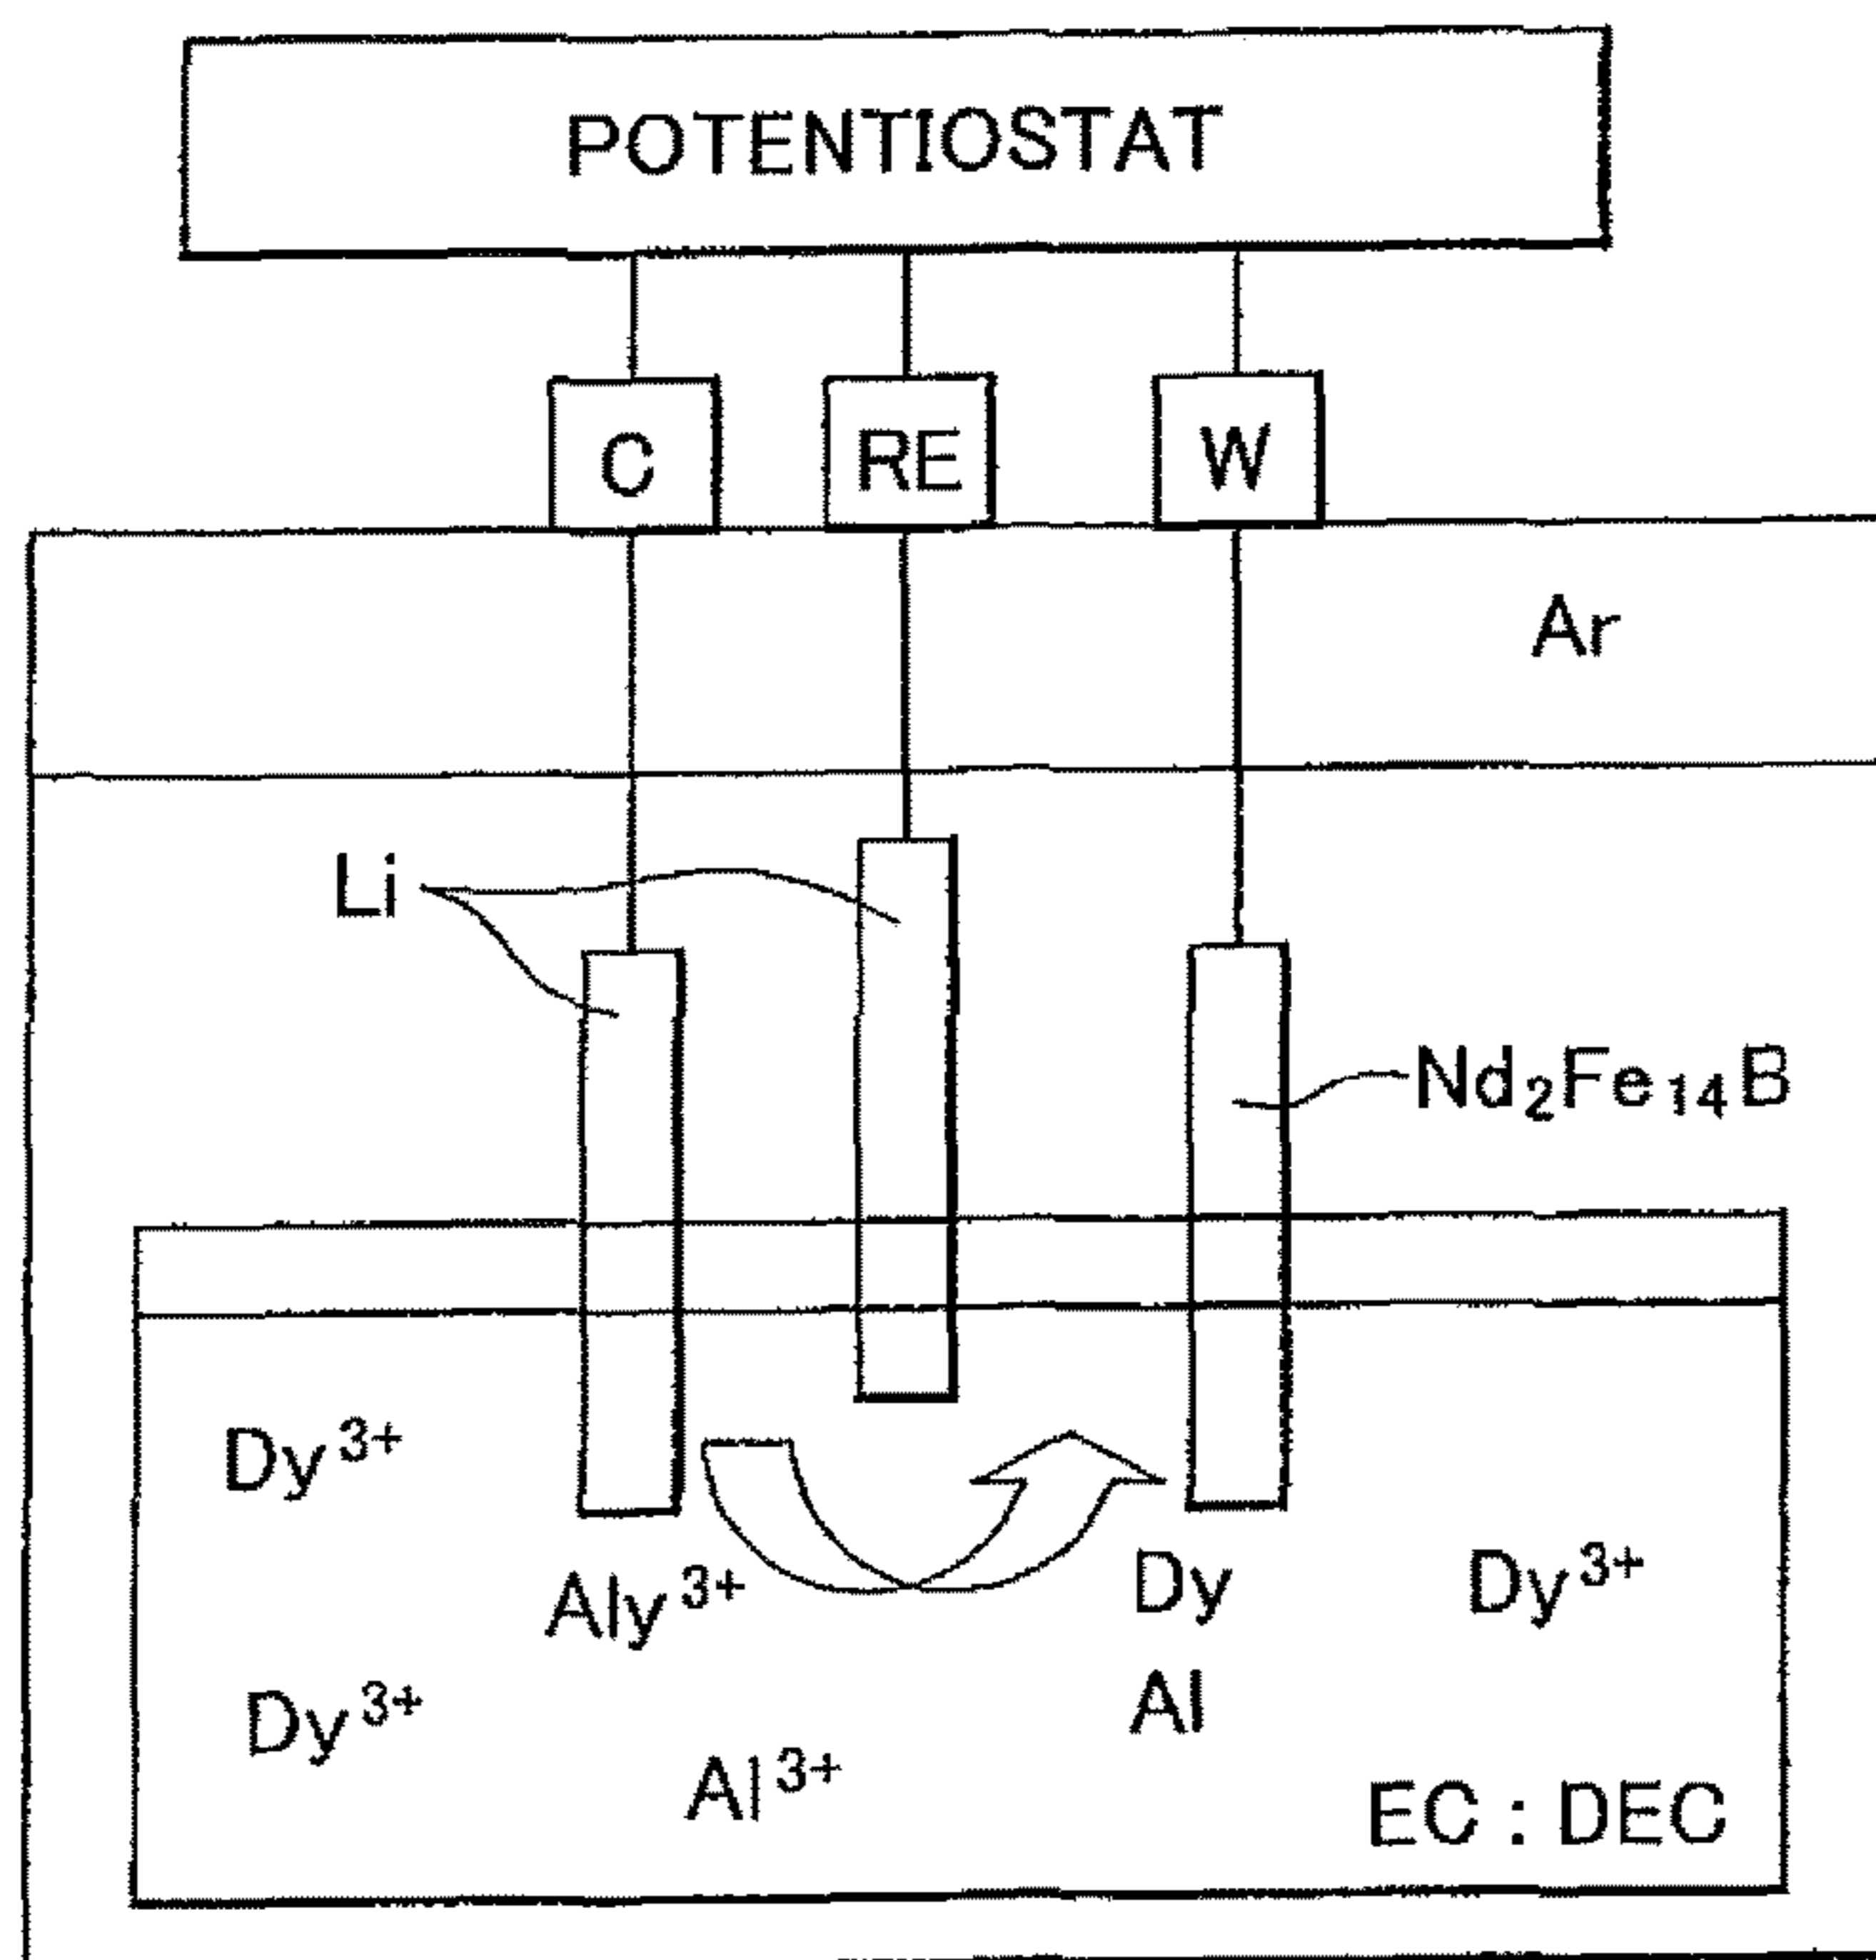 POTENTIOSTAT
C RE W
Ar
Li
Nd₂Fe₁₄B
Dy³⁺
Aly³⁺ Dy Dy³⁺
Dy³⁺ Al
Al³⁺
EC : DEC